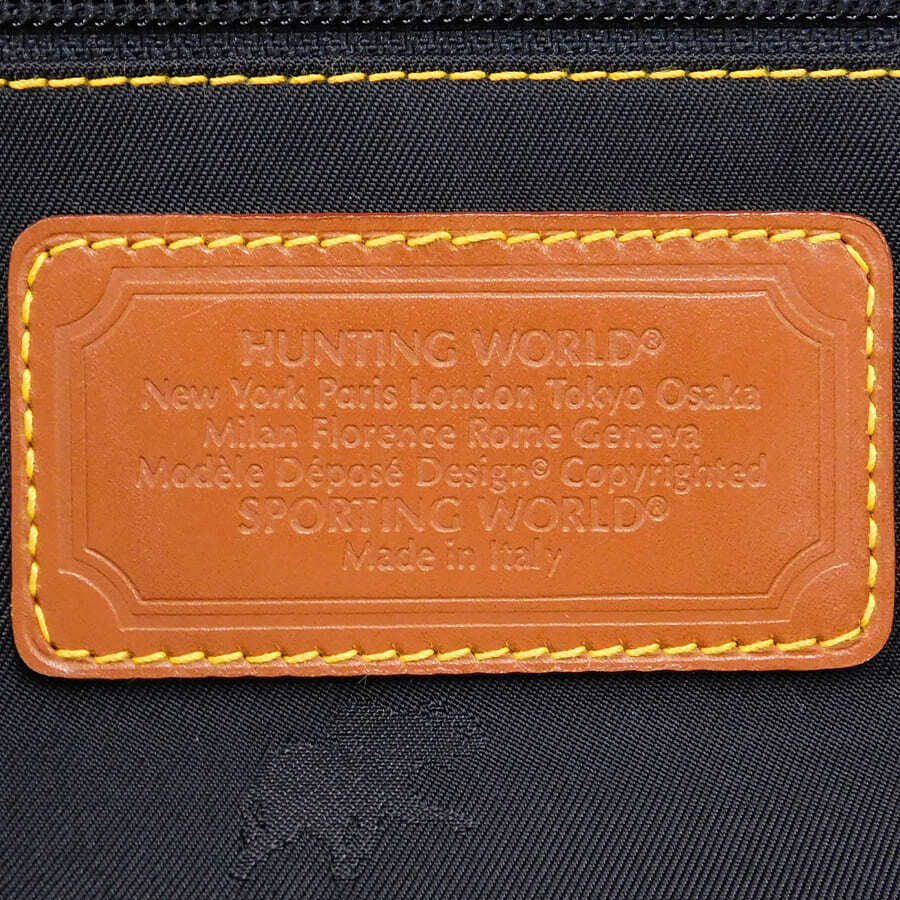 HUNTING WORLD®
New York Paris London Tokyo Osaka
Milan Florence Rome Geneva
Modèle Déposé Design© Copyrighted
SPORTING WORLD®
Made in Italy